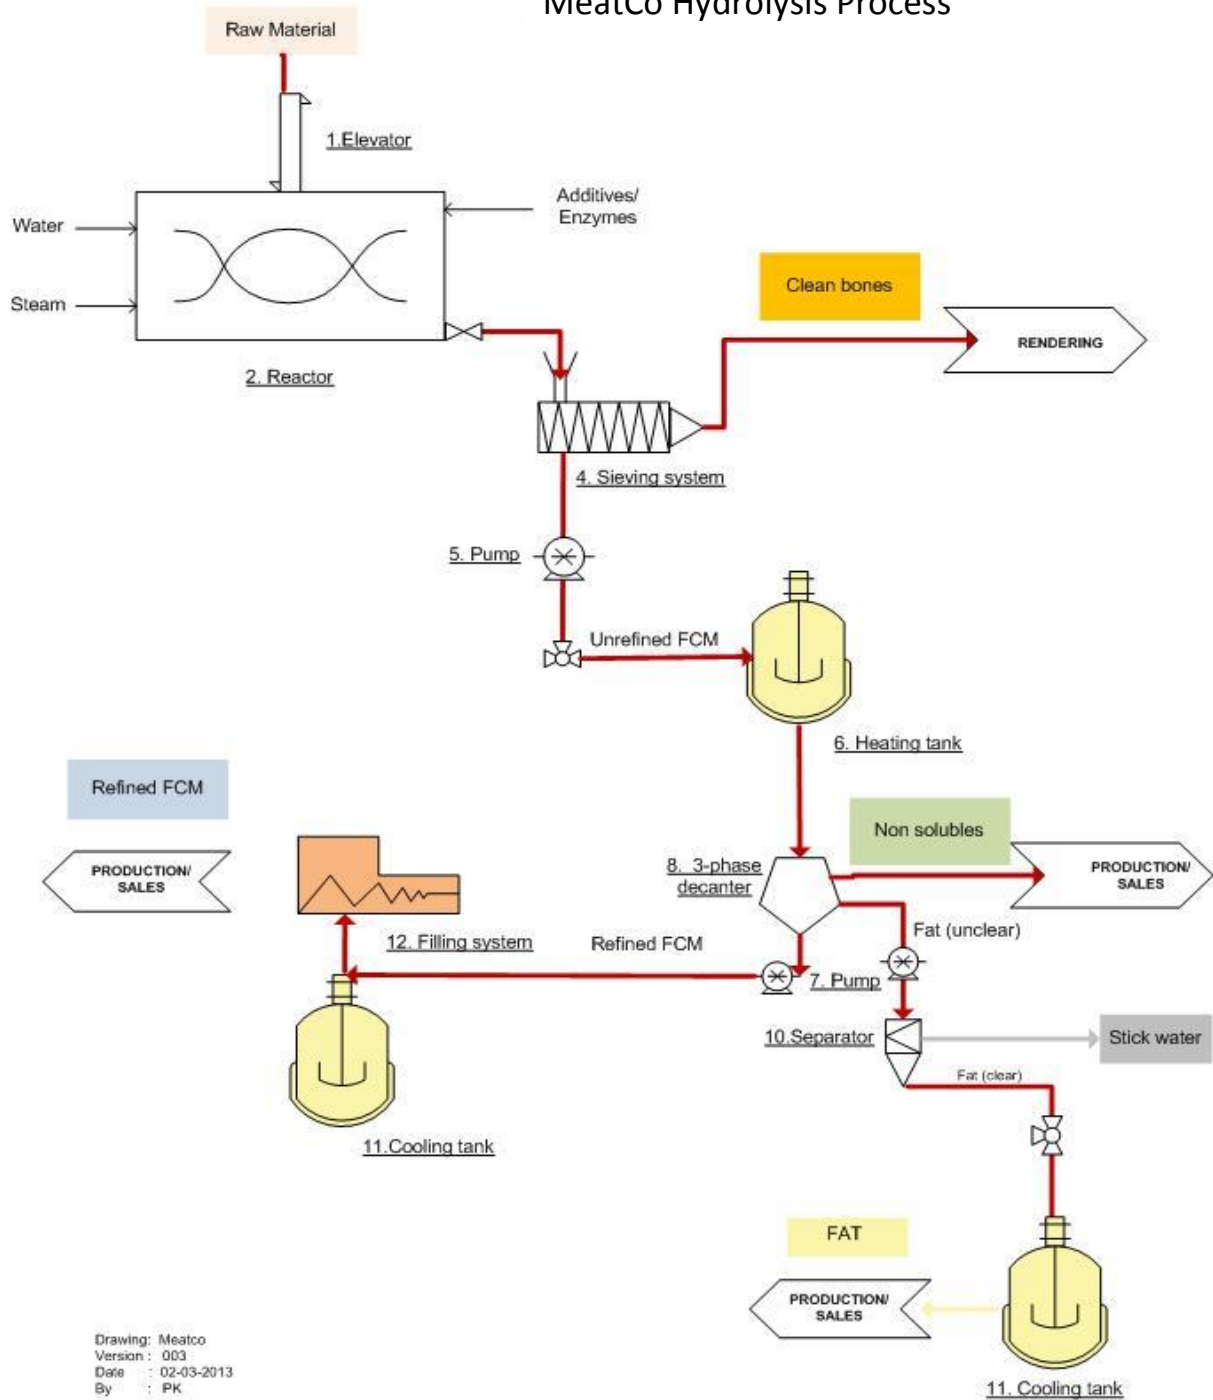 MeatCo Hydrolysis Process
Raw Material
1.Elevator
Water
Additives/
Enzymes
Steam
Clean bones
RENDERING
2. Reactor
4. Sieving system
5. Pump
Unrefined FCM
6. Heating tank
Refined FCM
Non solubles
PRODUCTION/
SALES
8. 3-phase
decanter
PRODUCTION/
SALES
12. Filling system
Refined FCM
Fat (unclear)
7. Pump
10.Separator
Stick water
Fat (clear)
11.Cooling tank
FAT
PRODUCTION/
SALES
11. Cooling tank
Drawing: Meatco
Version : 003
Date : 02-03-2013
By : PK